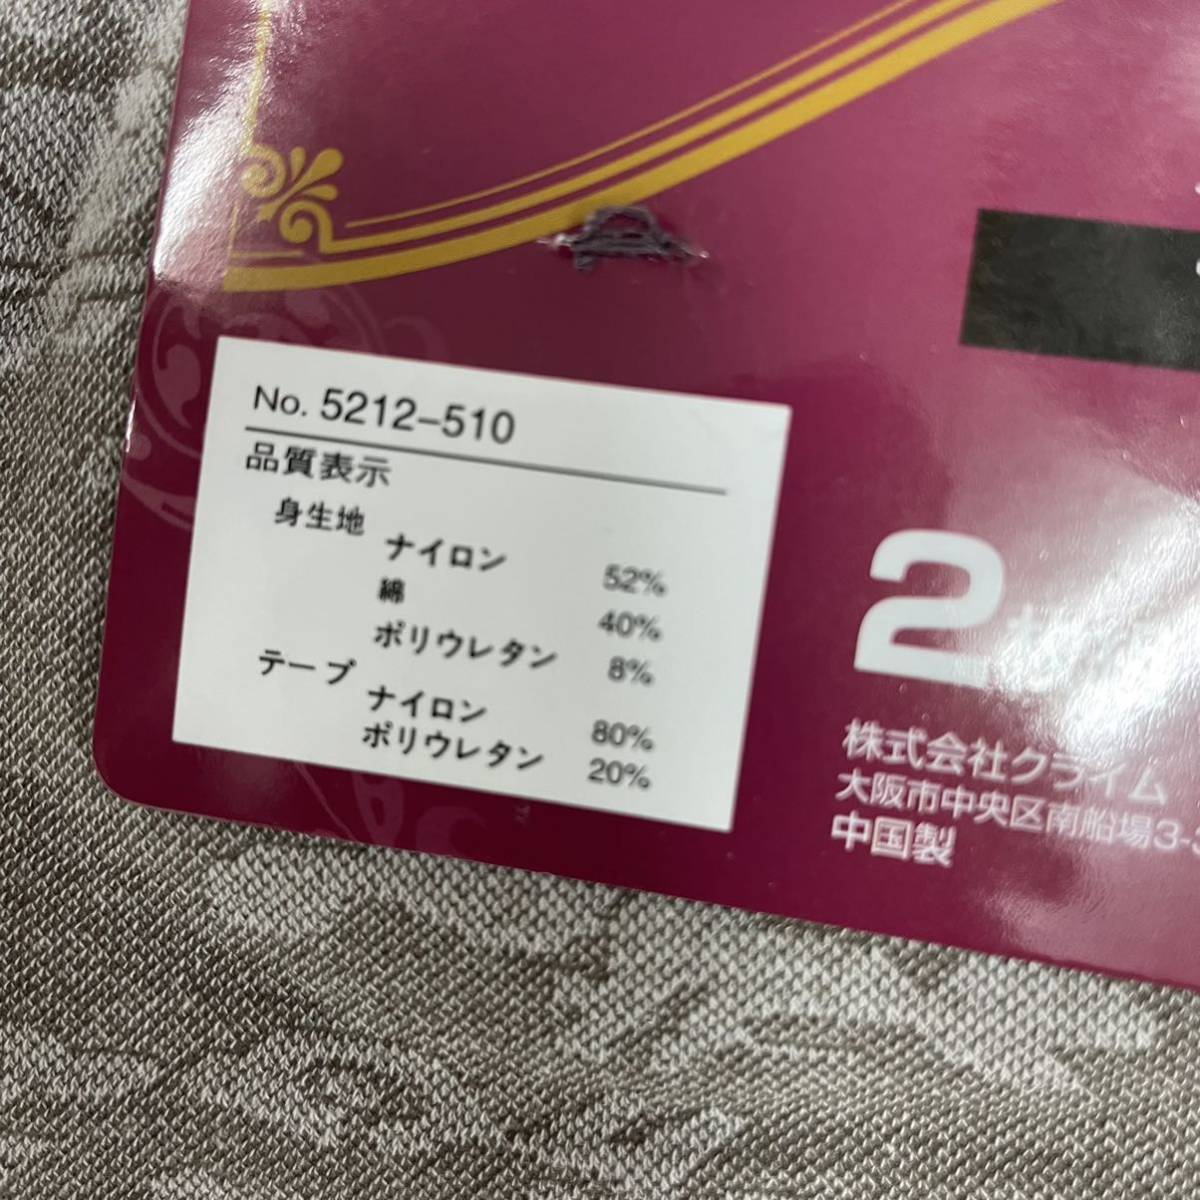 No. 5212-510
品質表示
身生地
ナイロン 52%
綿 40%
ポリウレタン 8%
テープ
ナイロン 80%
ポリウレタン 20%
2
株式会社クライム
大阪市中央区南船場3-
中国製